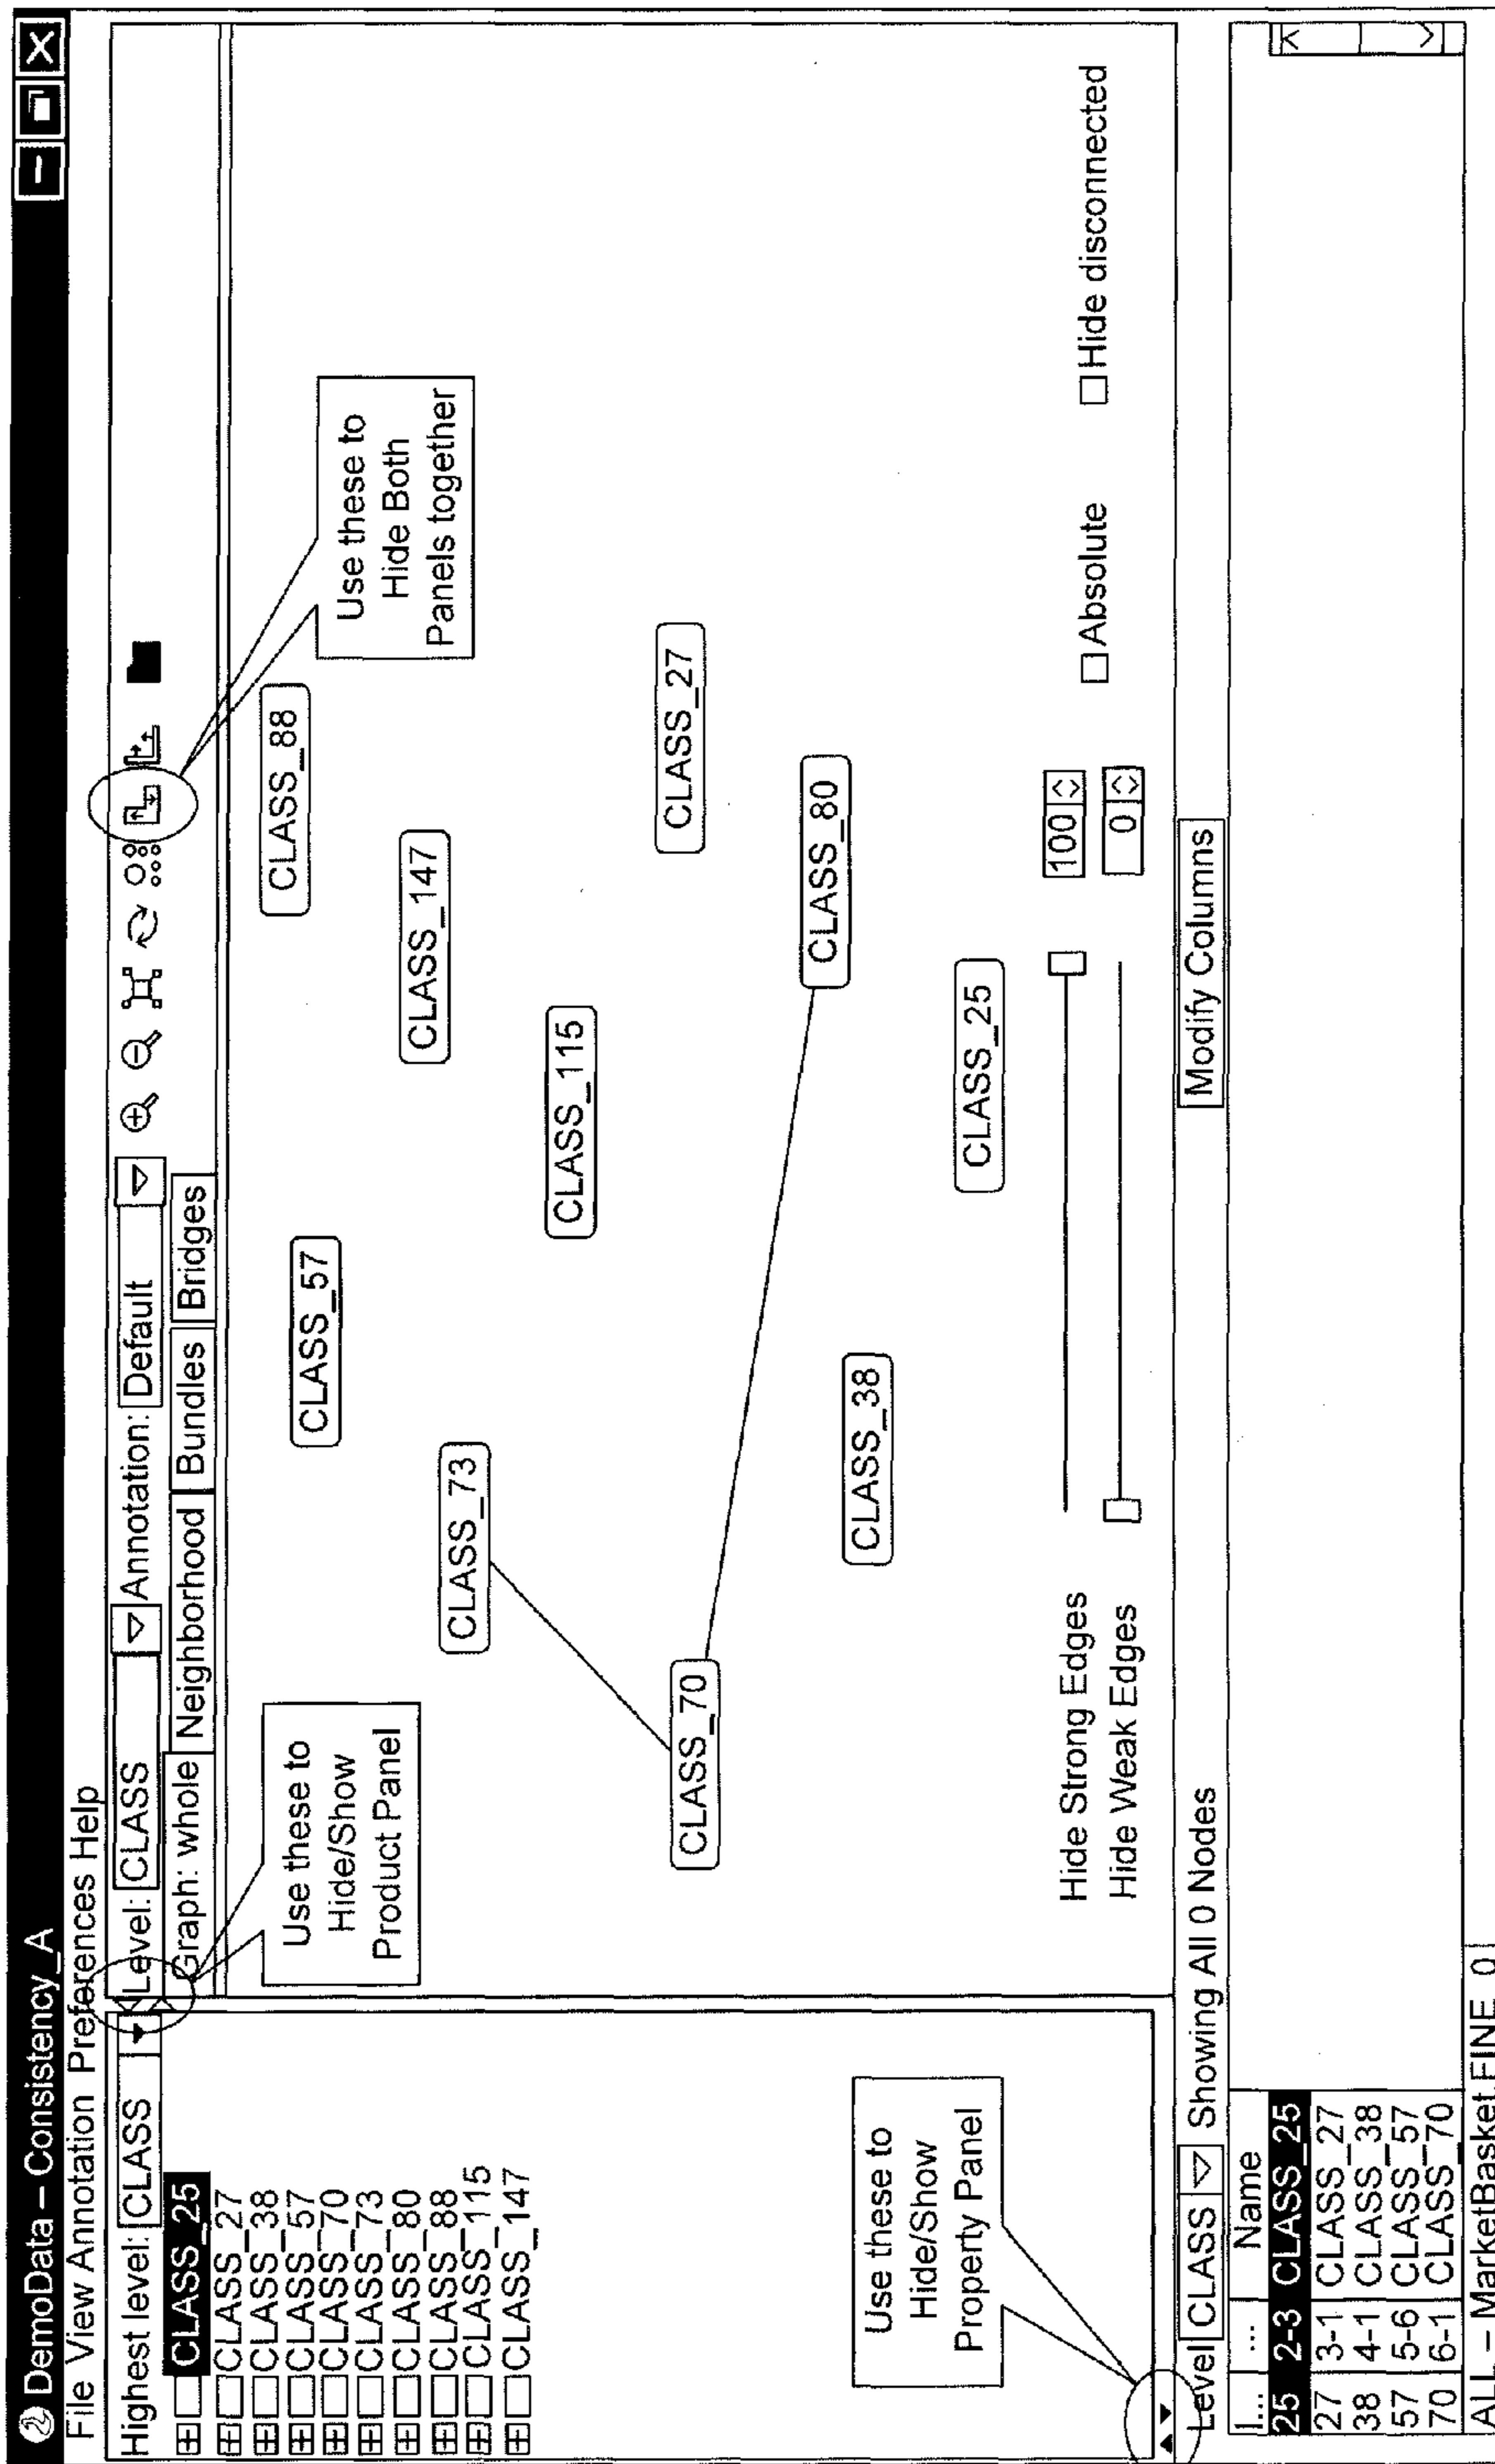 DemoData – Consistency_A
File View Annotation Preferences Help
Highest level: CLASS
CLASS_25
CLASS_27
CLASS_38
CLASS_57
CLASS_70
CLASS_73
CLASS_80
CLASS_88
CLASS_115
CLASS_147
Level: CLASS Annotation: Default
Graph: whole Neighborhood Bundles Bridges
Use these to
Hide/Show
Product Panel
Use these to
Hide Both
Panels together
CLASS_88
CLASS_57
CLASS_147
CLASS_73
CLASS_115
CLASS_27
CLASS_70
CLASS_80
CLASS_38
CLASS_25
Use these to
Hide/Show
Property Panel
Hide Strong Edges 100
Hide Weak Edges 0
Absolute Hide disconnected
Level CLASS Showing All 0 Nodes Modify Columns
I... ... Name
25 2-3 CLASS_25
27 3-1 CLASS_27
38 4-1 CLASS_38
57 5-6 CLASS_57
70 6-1 CLASS_70
ALL – MarketBasket.FINE_0